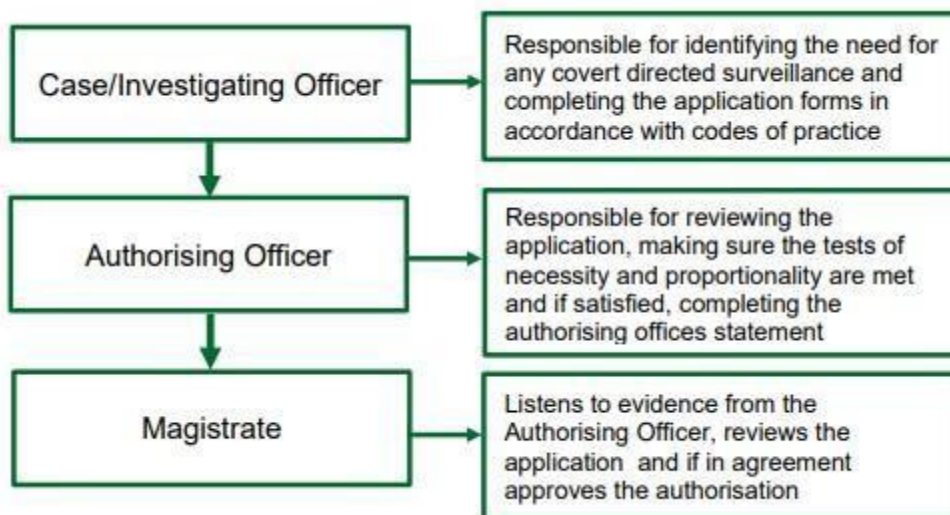 Case/Investigating Officer
Responsible for identifying the need for
any covert directed surveillance and
completing the application forms in
accordance with codes of practice
Authorising Officer
Responsible for reviewing the
application, making sure the tests of
necessity and proportionality are met
and if satisfied, completing the
authorising offices statement
Magistrate
Listens to evidence from the
Authorising Officer, reviews the
application and if in agreement
approves the authorisation